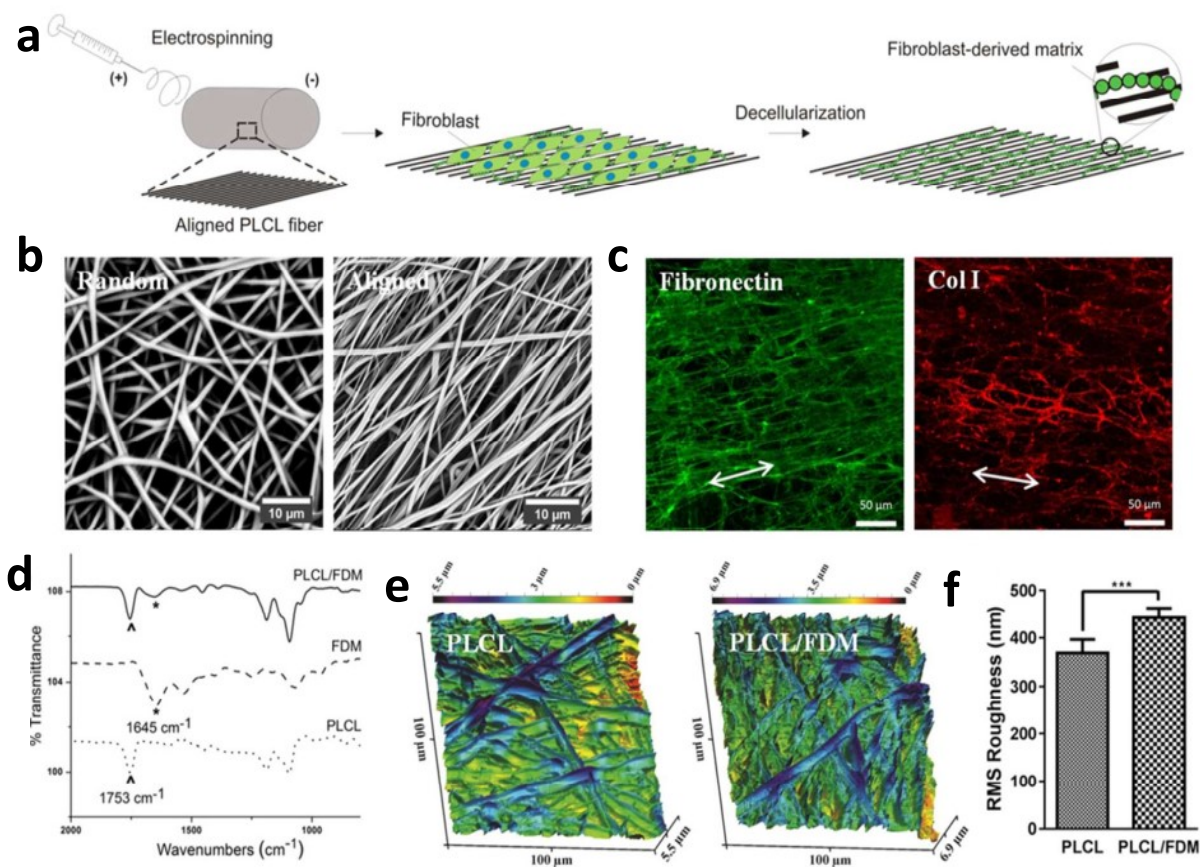 a
Electrospinning
(+)
(-)
Aligned PLCL fiber
Fibroblast
Decellularization
Fibroblast-derived matrix
b
Random
10 µm
Aligned
10 µm
c
Fibronectin
50 µm
Col I
50 µm
d
% Transmittance
108
104
100
PLCL/FDM
*
^
FDM
*
1645 cm-1
PLCL
^
1753 cm-1
2000
1500
1000
Wavenumbers (cm-1)
e
5.5 µm
3 µm
0 µm
PLCL
100 µm
100 µm
5.5 µm
6.9 µm
3.5 µm
0 µm
PLCL/FDM
100 µm
100 µm
6.9 µm
f
RMS Roughness (nm)
500
400
300
200
100
0
***
PLCL
PLCL/FDM